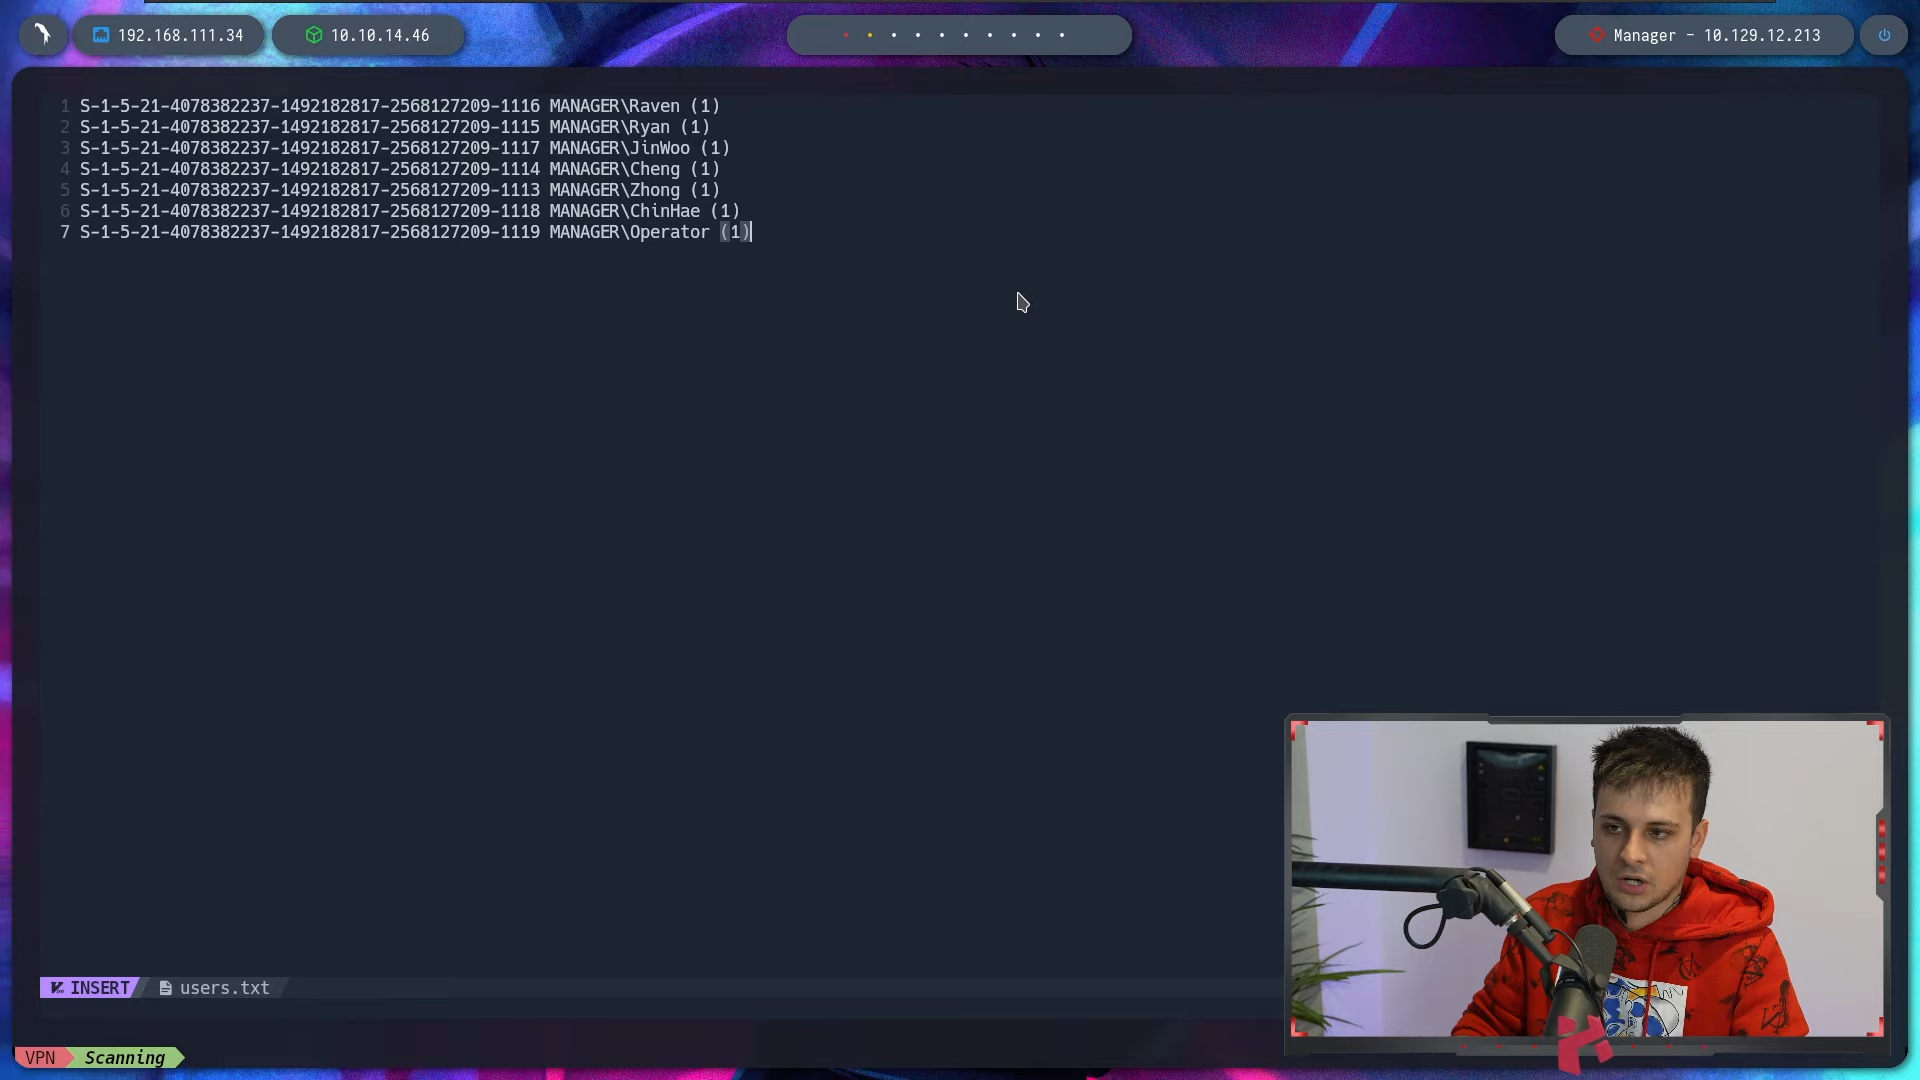 192.168.111.34
10.10.14.46
Manager - 10.129.12.213
1 S-1-5-21-4078382237-1492182817-2568127209-1116 MANAGER\Raven (1)
2 S-1-5-21-4078382237-1492182817-2568127209-1115 MANAGER\Ryan (1)
3 S-1-5-21-4078382237-1492182817-2568127209-1117 MANAGER\JinWoo (1)
4 S-1-5-21-4078382237-1492182817-2568127209-1114 MANAGER\Cheng (1)
5 S-1-5-21-4078382237-1492182817-2568127209-1113 MANAGER\Zhong (1)
6 S-1-5-21-4078382237-1492182817-2568127209-1118 MANAGER\ChinHae (1)
7 S-1-5-21-4078382237-1492182817-2568127209-1119 MANAGER\Operator (1)
INSERT users.txt
VPN Scanning